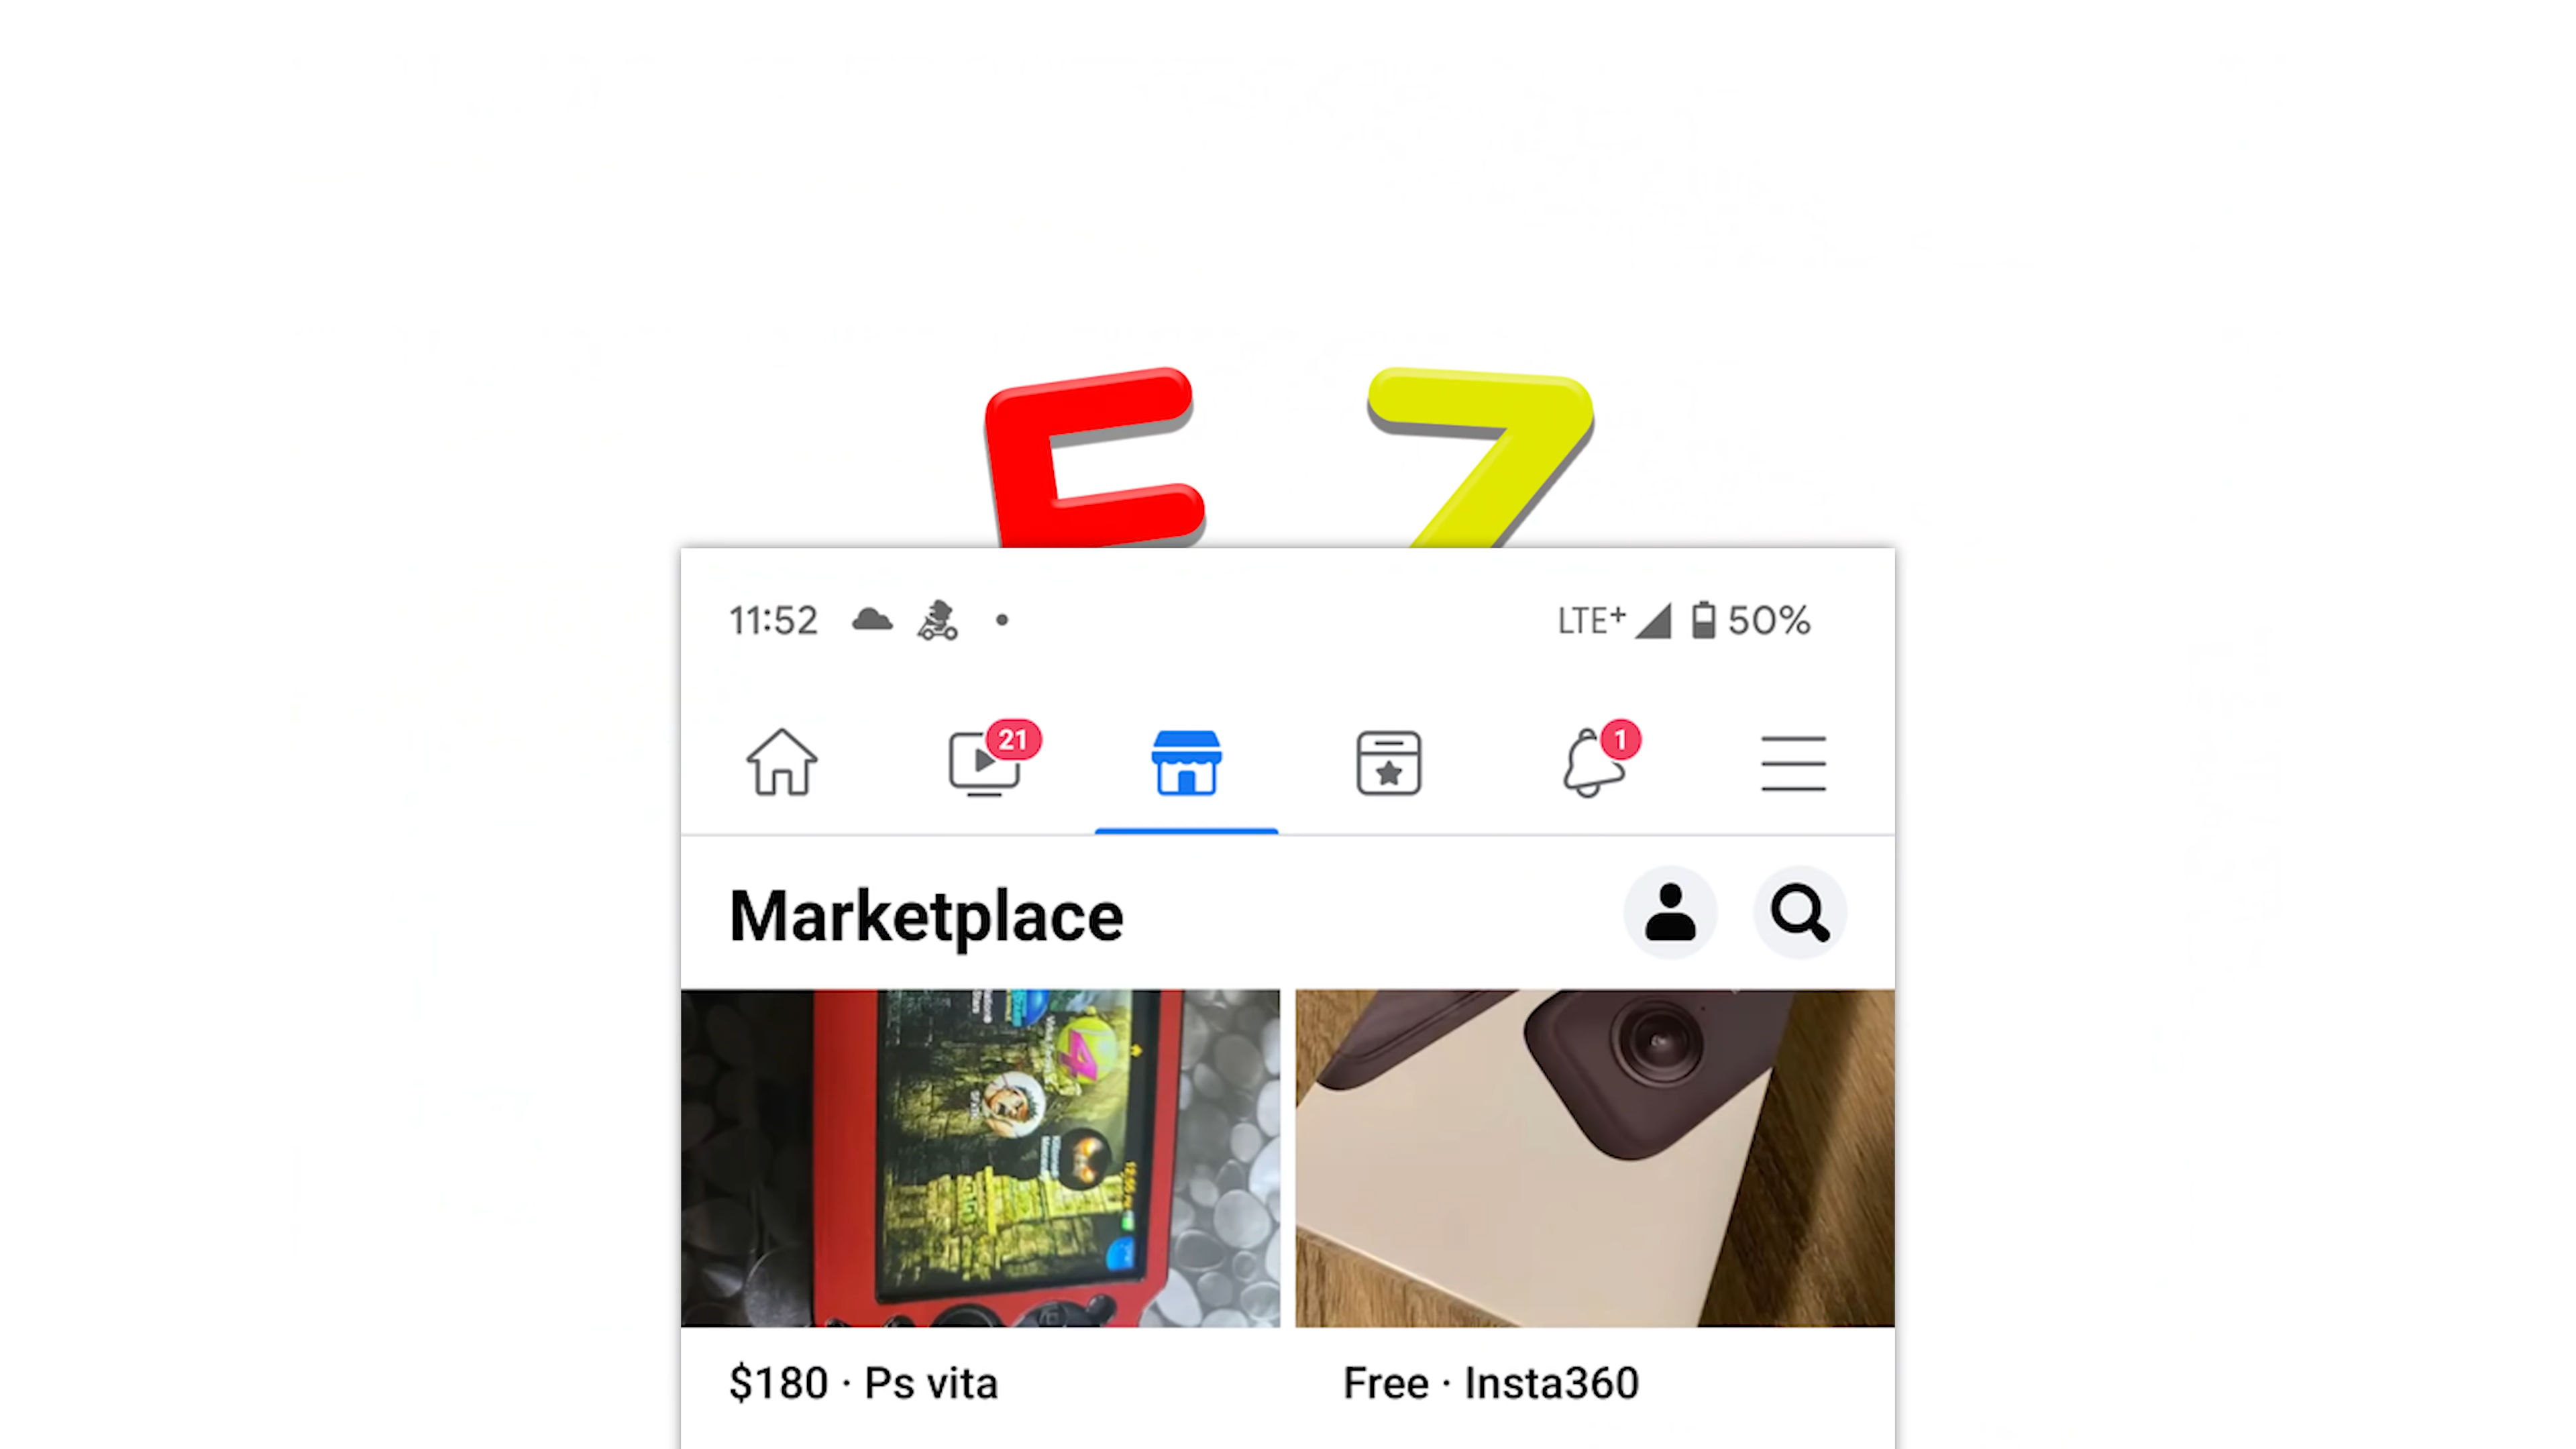 E Z
11:52 LTE+ 50%
21 1
Marketplace
$180 · Ps vita
Free · Insta360